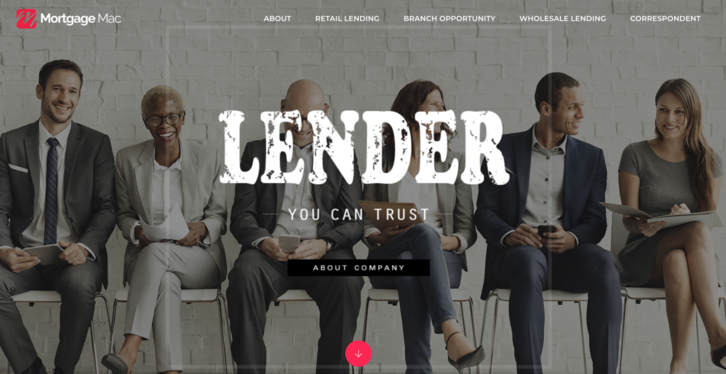 Mortgage Mac
ABOUT RETAIL LENDING BRANCH OPPORTUNITY WHOLESALE LENDING CORRESPONDENT
LENDER
YOU CAN TRUST
ABOUT COMPANY